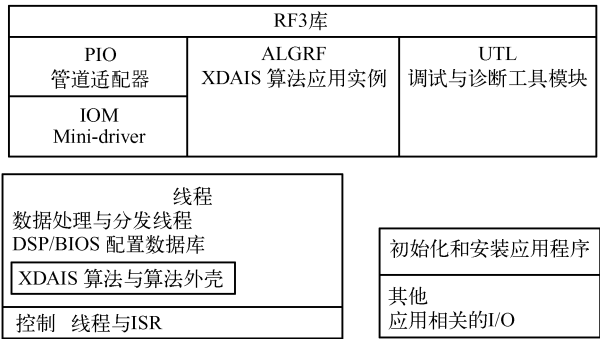 RF3库
PIO
管道适配器
IOM
Mini-driver
ALGRF
XDAIS 算法应用实例
UTL
调试与诊断工具模块
线程
数据处理与分发线程
DSP/BIOS 配置数据库
XDAIS 算法与算法外壳
控制 线程与ISR
初始化和安装应用程序
其他
应用相关的I/O